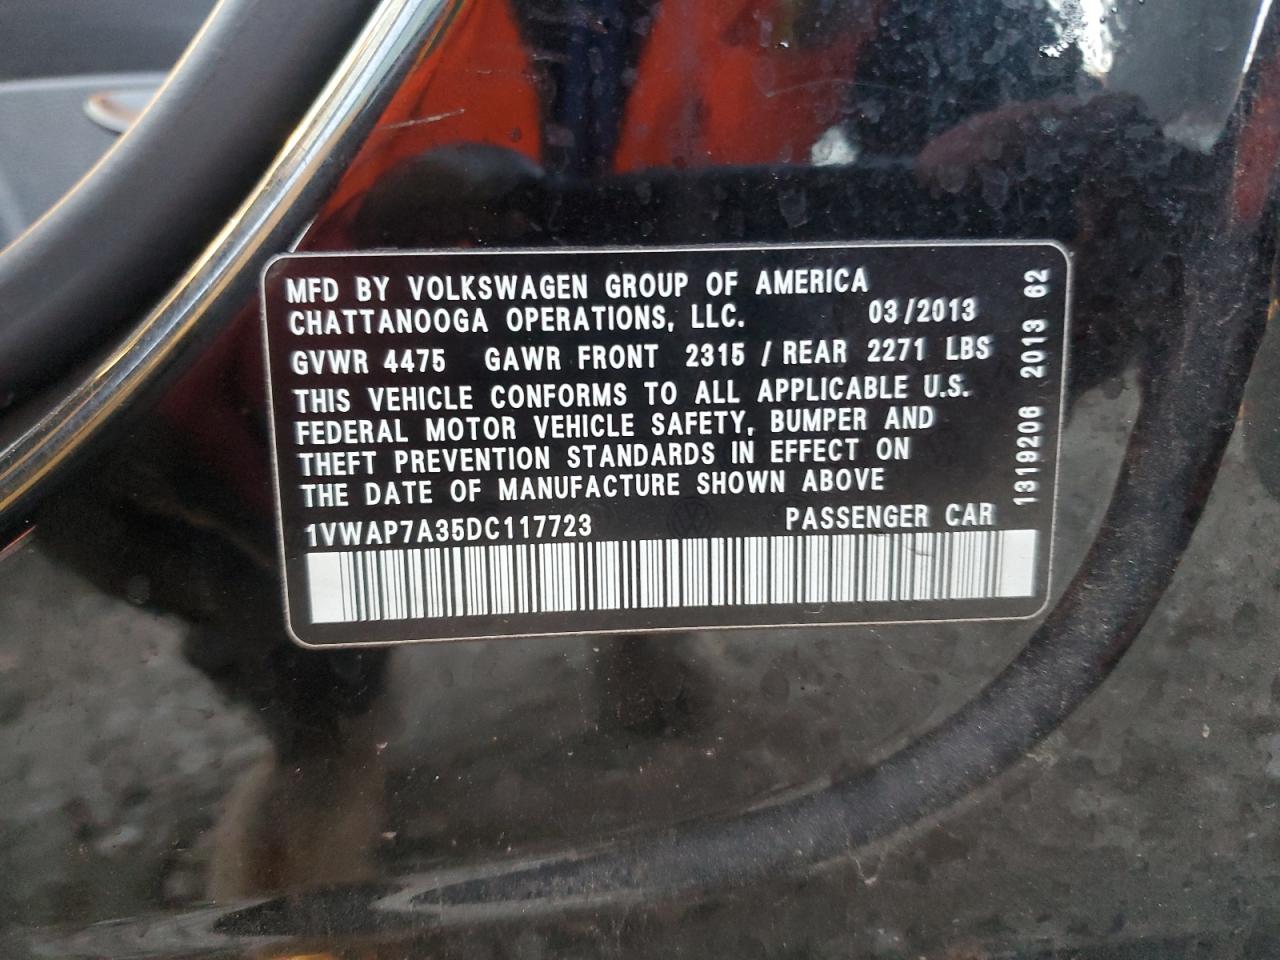 MFD BY VOLKSWAGEN GROUP OF AMERICA
CHATTANOOGA OPERATIONS, LLC. 03/2013
GVWR 4475 GAWR FRONT 2315 / REAR 2271 LBS
THIS VEHICLE CONFORMS TO ALL APPLICABLE U.S.
FEDERAL MOTOR VEHICLE SAFETY, BUMPER AND
THEFT PREVENTION STANDARDS IN EFFECT ON
THE DATE OF MANUFACTURE SHOWN ABOVE
1VWAP7A35DC117723 PASSENGER CAR
1319206 2013 62